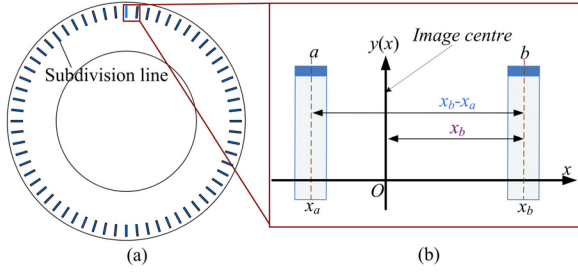 Subdivision line
(a)
y(x)
Image centre
a
b
x_b-x_a
x_b
x
O
x_a
x_b
(b)